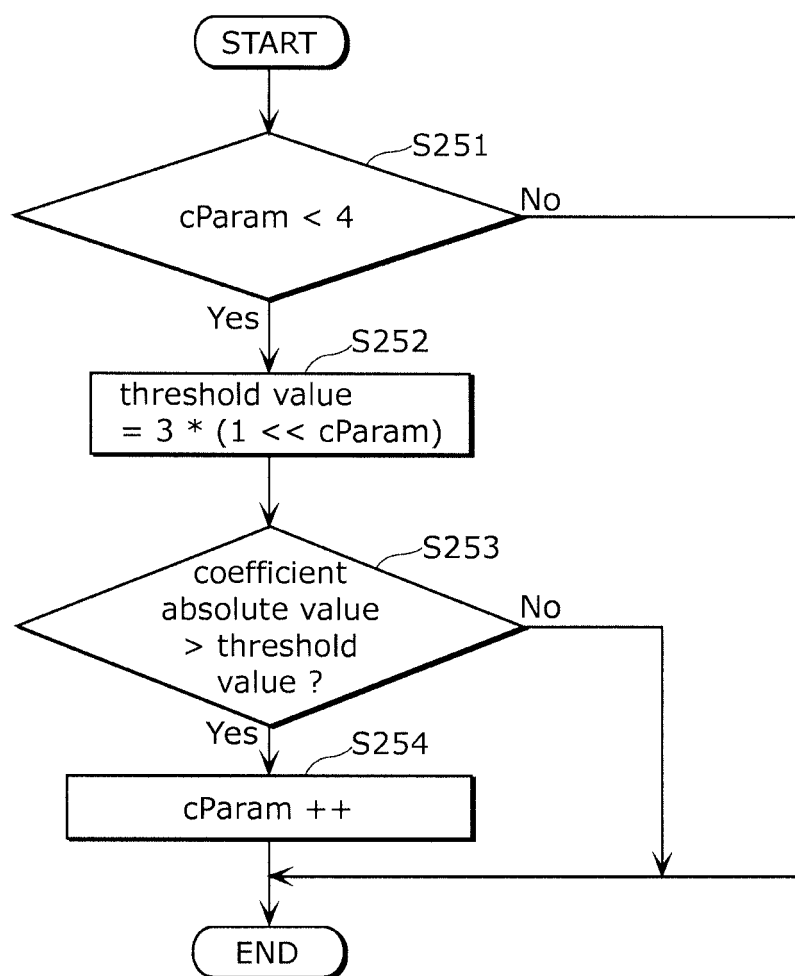 START
S251
cParam < 4
No
Yes
S252
threshold value
= 3 * (1 << cParam)
S253
coefficient
absolute value
> threshold
value ?
No
Yes
S254
cParam ++
END